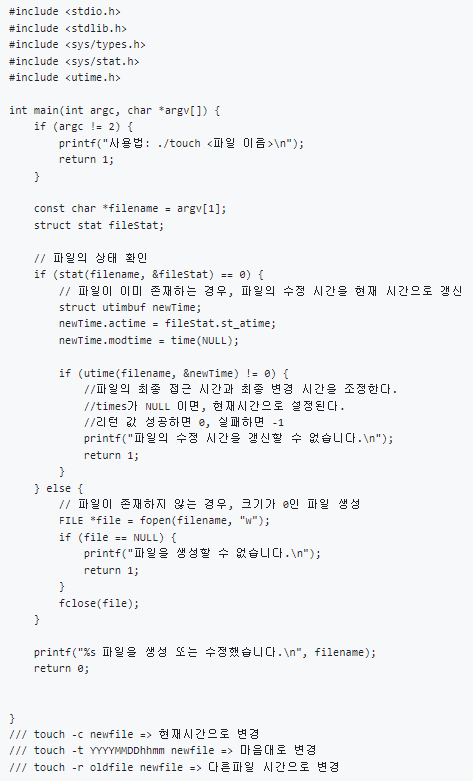 #include <stdio.h>
#include <stdlib.h>
#include <sys/types.h>
#include <sys/stat.h>
#include <utime.h>

int main(int argc, char *argv[]) {
    if (argc != 2) {
        printf("사용법: ./touch <파일 이름>\n");
        return 1;
    }

    const char *filename = argv[1];
    struct stat fileStat;

    // 파일의 상태 확인
    if (stat(filename, &fileStat) == 0) {
        // 파일이 이미 존재하는 경우, 파일의 수정 시간을 현재 시간으로 갱신
        struct utimbuf newTime;
        newTime.actime = fileStat.st_atime;
        newTime.modtime = time(NULL);

        if (utime(filename, &newTime) != 0) {
            //파일의 최종 접근 시간과 최종 변경 시간을 조정한다.
            //times가 NULL 이면, 현재시간으로 설정된다.
            //리턴 값 성공하면 0, 실패하면 -1
            printf("파일의 수정 시간을 갱신할 수 없습니다.\n");
            return 1;
        }
    } else {
        // 파일이 존재하지 않는 경우, 크기가 0인 파일 생성
        FILE *file = fopen(filename, "w");
        if (file == NULL) {
            printf("파일을 생성할 수 없습니다.\n");
            return 1;
        }
        fclose(file);
    }

    printf("%s 파일을 생성 또는 수정했습니다.\n", filename);
    return 0;


}
/// touch -c newfile => 현재시간으로 변경
/// touch -t YYYYMMDDhhmm newfile => 마음대로 변경
/// touch -r oldfile newfile => 다른파일 시간으로 변경